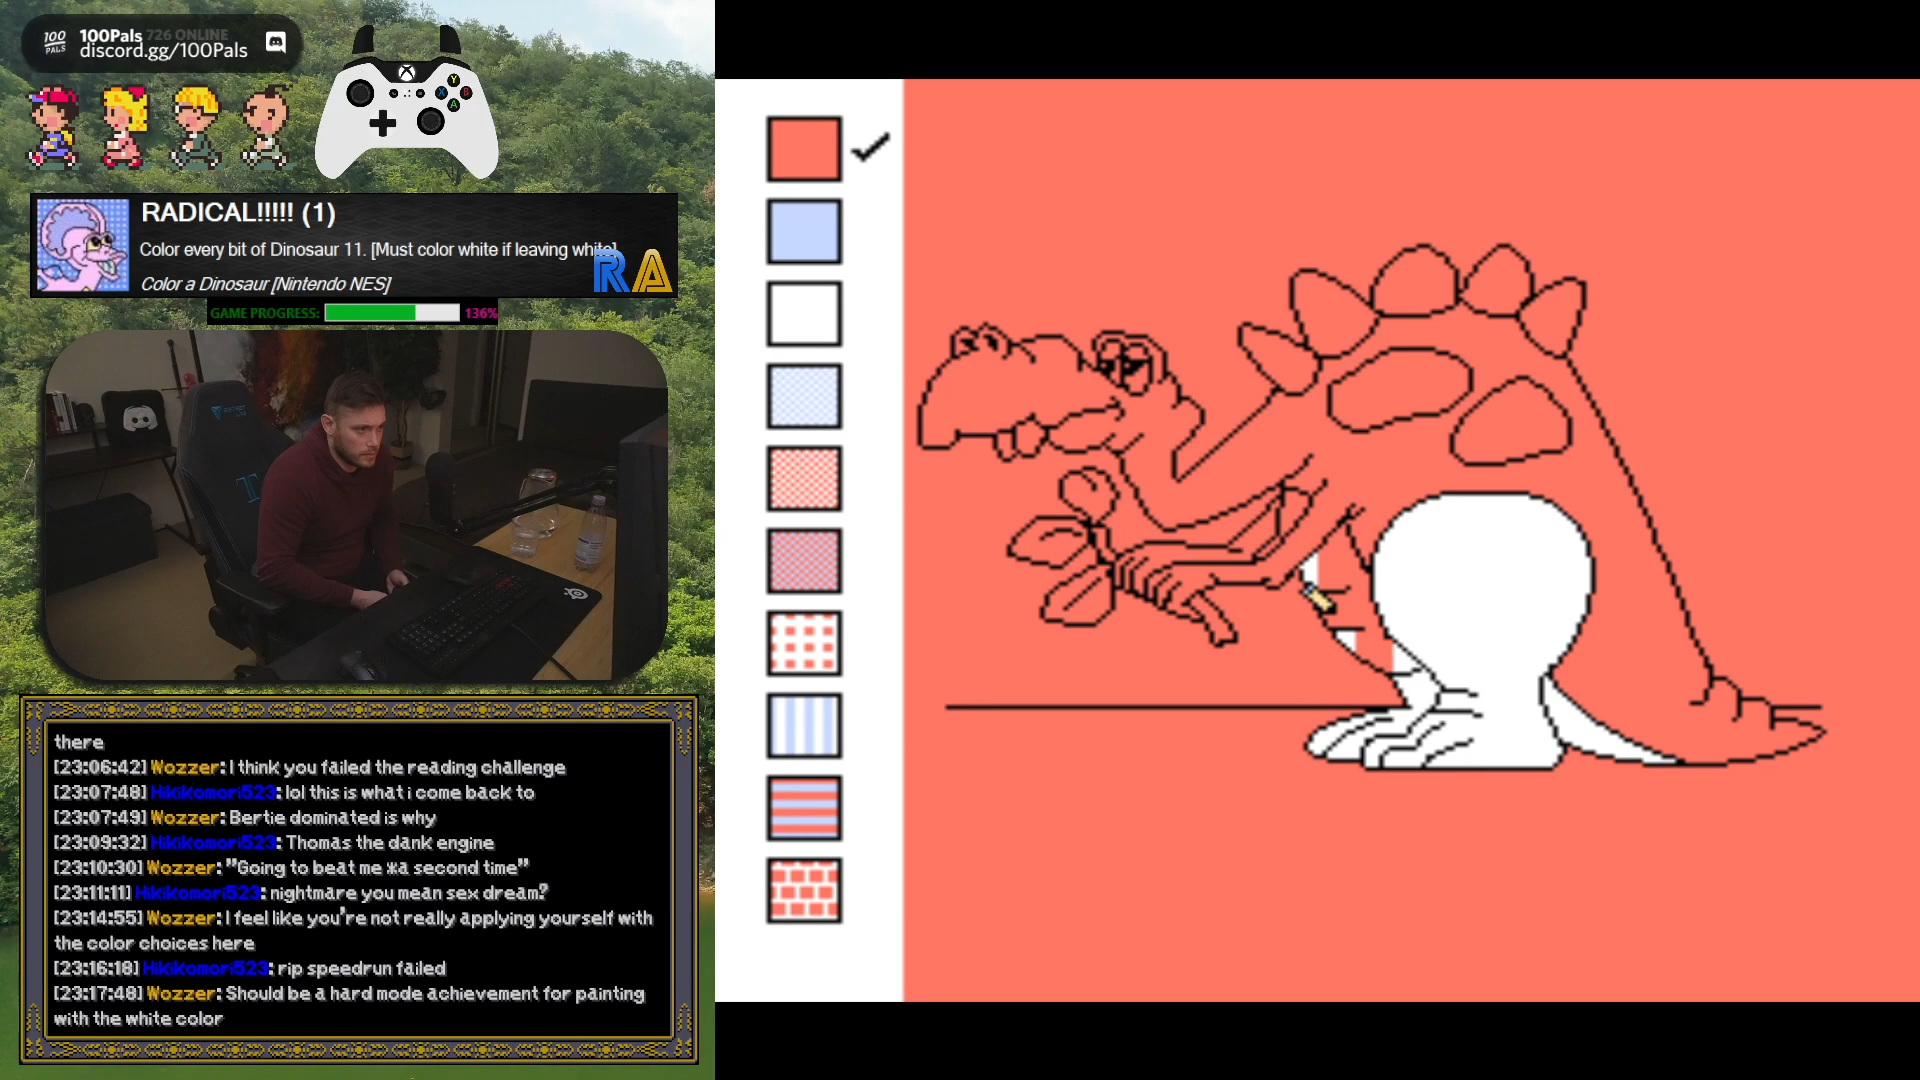 100
PALS
100Pals 726 ONLINE
discord.gg/100Pals
Y
X
B
A
RADICAL!!!!! (1)
Color every bit of Dinosaur 11. [Must color white if leaving white]
Color a Dinosaur [Nintendo NES]
RA
GAME PROGRESS: 136%
there
[23:06:42] Wozzer: I think you failed the reading challenge
[23:07:48] Hikikomori523: lol this is what i come back to
[23:07:49] Wozzer: Bertie dominated is why
[23:09:32] Hikikomori523: Thomas the dank engine
[23:10:30] Wozzer: "Going to beat me *a second time"
[23:11:11] Hikikomori523: nightmare you mean sex dream?
[23:14:55] Wozzer: I feel like you're not really applying yourself with
the color choices here
[23:16:18] Hikikomori523: rip speedrun failed
[23:17:48] Wozzer: Should be a hard mode achievement for painting
with the white color